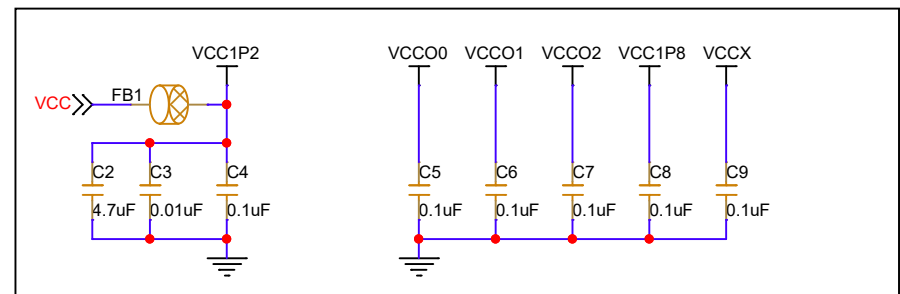 VCC1P2 VCCO0 VCCO1 VCCO2 VCC1P8 VCCX
VCC FB1
C2 C3 C4 C5 C6 C7 C8 C9
4.7uF 0.01uF 0.1uF 0.1uF 0.1uF 0.1uF 0.1uF 0.1uF